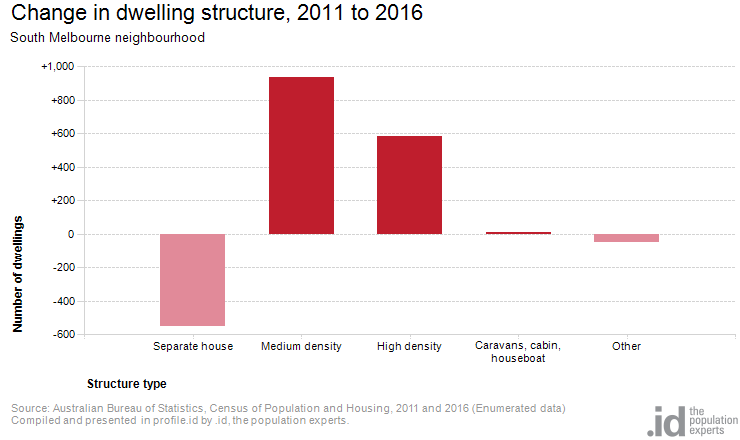 Change in dwelling structure, 2011 to 2016
South Melbourne neighbourhood
+1,000
+800
+600
+400
+200
0
-200
-400
-600
Number of dwellings
Separate house
Medium density
High density
Caravans, cabin,
houseboat
Other
Structure type
Source: Australian Bureau of Statistics, Census of Population and Housing, 2011 and 2016 (Enumerated data)
Compiled and presented in profile.id by .id, the population experts.
.id the
population
experts